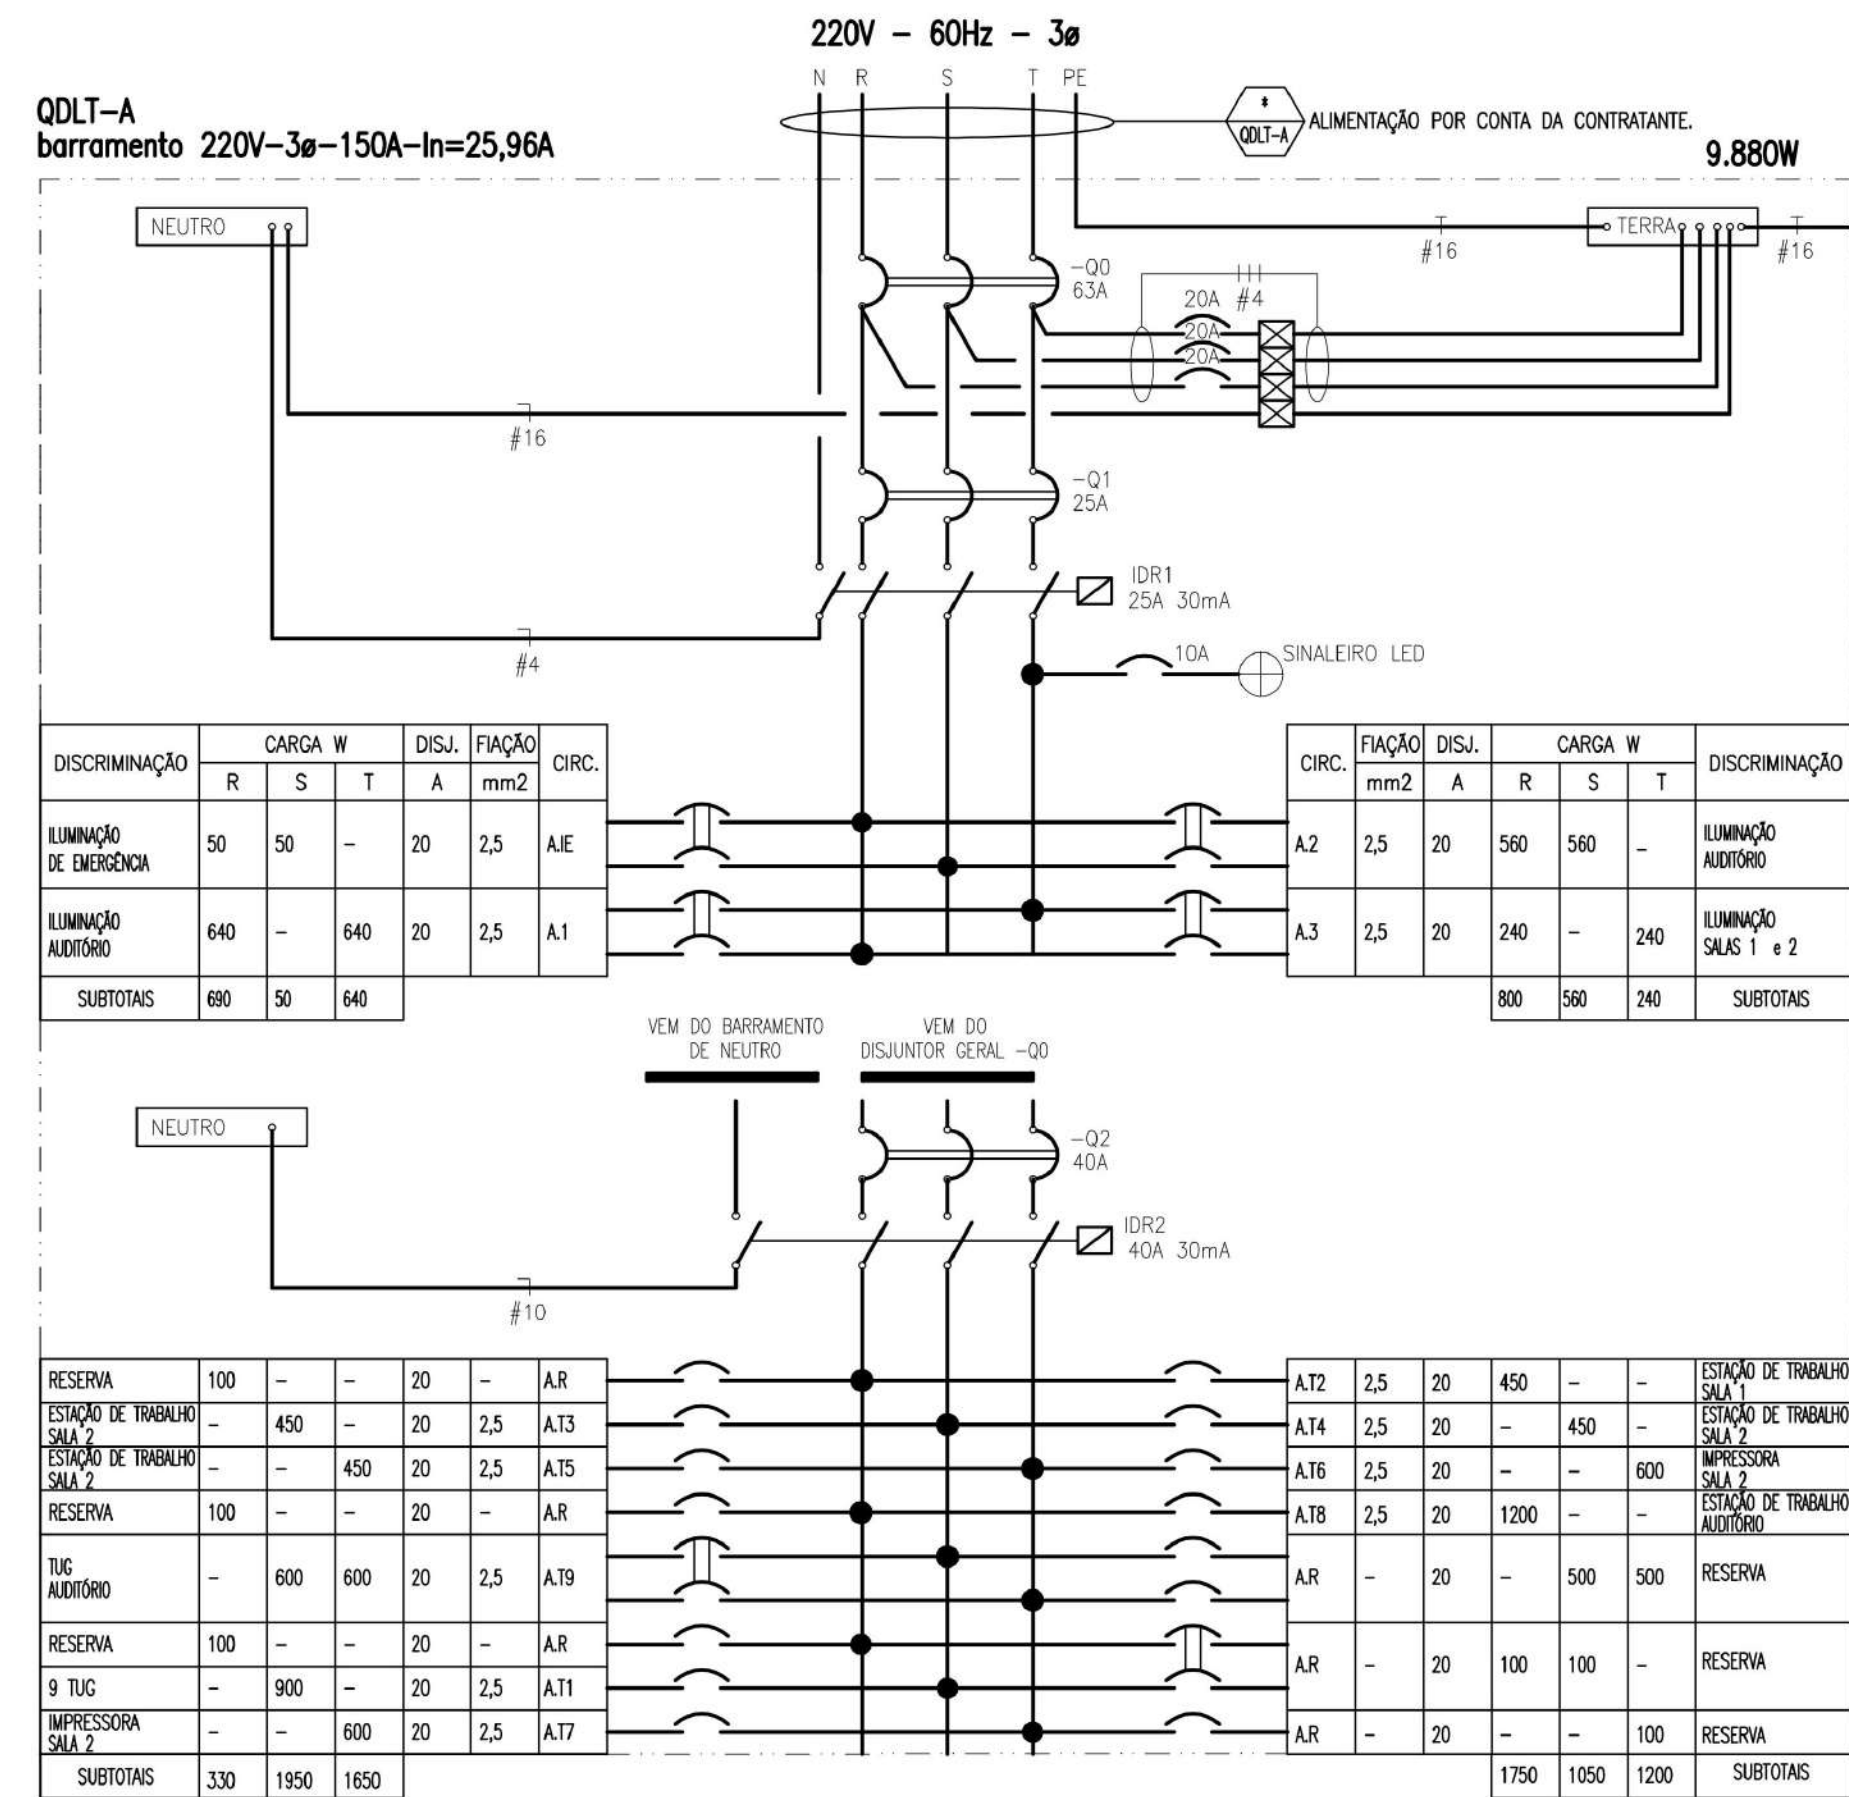 220V – 60Hz – 3ø
N R S T PE
QDLT-A
barramento 220V-3ø-150A-In=25,96A
*
QDLT-A
ALIMENTAÇÃO POR CONTA DA CONTRATANTE.
9.880W
NEUTRO
TERRA
#16
#16
-Q0
63A
20A #4
20A
20A
#16
-Q1
25A
IDR1
25A 30mA
#4
10A
SINALEIRO LED
DISCRIMINAÇÃO CARGA W DISJ. FIAÇÃO CIRC.
R S T A mm2
ILUMINAÇÃO
DE EMERGÊNCIA 50 50 – 20 2,5 A.IE
ILUMINAÇÃO
AUDITÓRIO 640 – 640 20 2,5 A.1
SUBTOTAIS 690 50 640
CIRC. FIAÇÃO DISJ. CARGA W DISCRIMINAÇÃO
mm2 A R S T
A.2 2,5 20 560 560 – ILUMINAÇÃO
AUDITÓRIO
A.3 2,5 20 240 – 240 ILUMINAÇÃO
SALAS 1 e 2
800 560 240 SUBTOTAIS
VEM DO BARRAMENTO
DE NEUTRO
VEM DO
DISJUNTOR GERAL -Q0
NEUTRO
-Q2
40A
IDR2
40A 30mA
#10
RESERVA 100 – – 20 – A.R
ESTAÇÃO DE TRABALHO
SALA 2 – 450 – 20 2,5 A.T3
ESTAÇÃO DE TRABALHO
SALA 2 – – 450 20 2,5 A.T5
RESERVA 100 – – 20 – A.R
TUG
AUDITÓRIO – 600 600 20 2,5 A.T9
RESERVA 100 – – 20 – A.R
9 TUG – 900 – 20 2,5 A.T1
IMPRESSORA
SALA 2 – – 600 20 2,5 A.T7
SUBTOTAIS 330 1950 1650
A.T2 2,5 20 450 – – ESTAÇÃO DE TRABALHO
SALA 1
A.T4 2,5 20 – 450 – ESTAÇÃO DE TRABALHO
SALA 2
A.T6 2,5 20 – – 600 IMPRESSORA
SALA 2
A.T8 2,5 20 1200 – – ESTAÇÃO DE TRABALHO
AUDITÓRIO
A.R – 20 – 500 500 RESERVA
A.R – 20 100 100 – RESERVA
A.R – 20 – – 100 RESERVA
1750 1050 1200 SUBTOTAIS